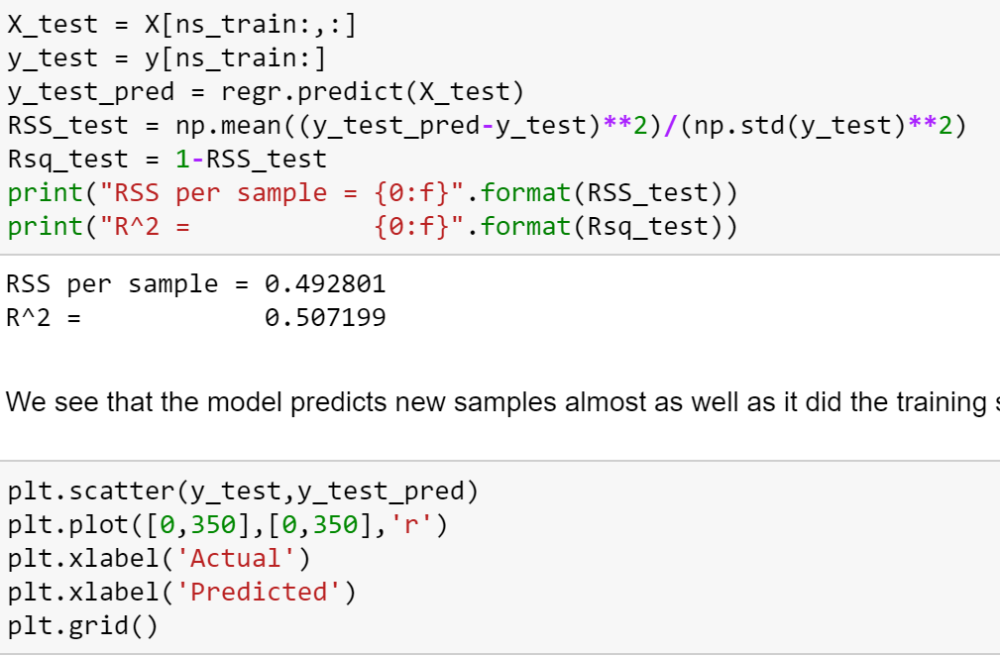 X_test = X[ns_train:,:]
y_test = y[ns_train:]
y_test_pred = regr.predict(X_test)
RSS_test = np.mean((y_test_pred-y_test)**2)/(np.std(y_test)**2)
Rsq_test = 1-RSS_test
print("RSS per sample = {0:f}".format(RSS_test))
print("R^2 =            {0:f}".format(Rsq_test))
RSS per sample = 0.492801
R^2 =            0.507199
We see that the model predicts new samples almost as well as it did the training
plt.scatter(y_test,y_test_pred)
plt.plot([0,350],[0,350],'r')
plt.xlabel('Actual')
plt.xlabel('Predicted')
plt.grid()